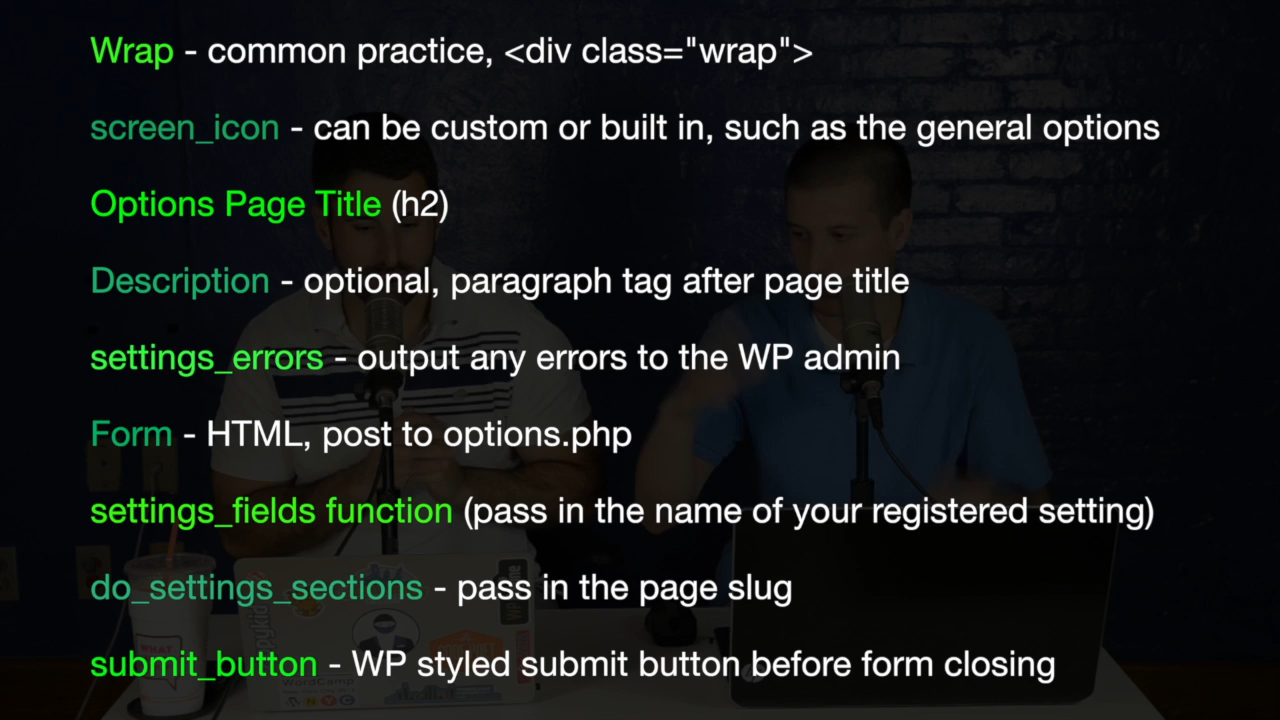 Wrap - common practice, <div class="wrap">
screen_icon - can be custom or built in, such as the general options
Options Page Title (h2)
Description - optional, paragraph tag after page title
settings_errors - output any errors to the WP admin
Form - HTML, post to options.php
settings_fields function (pass in the name of your registered setting)
do_settings_sections - pass in the page slug
submit_button - WP styled submit button before form closing
WHAT
WordCamp